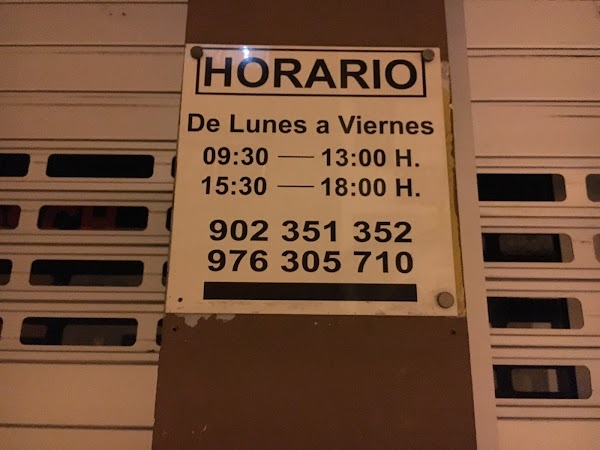 HORARIO
De Lunes a Viernes
09:30 — 13:00 H.
15:30 — 18:00 H.
902 351 352
976 305 710